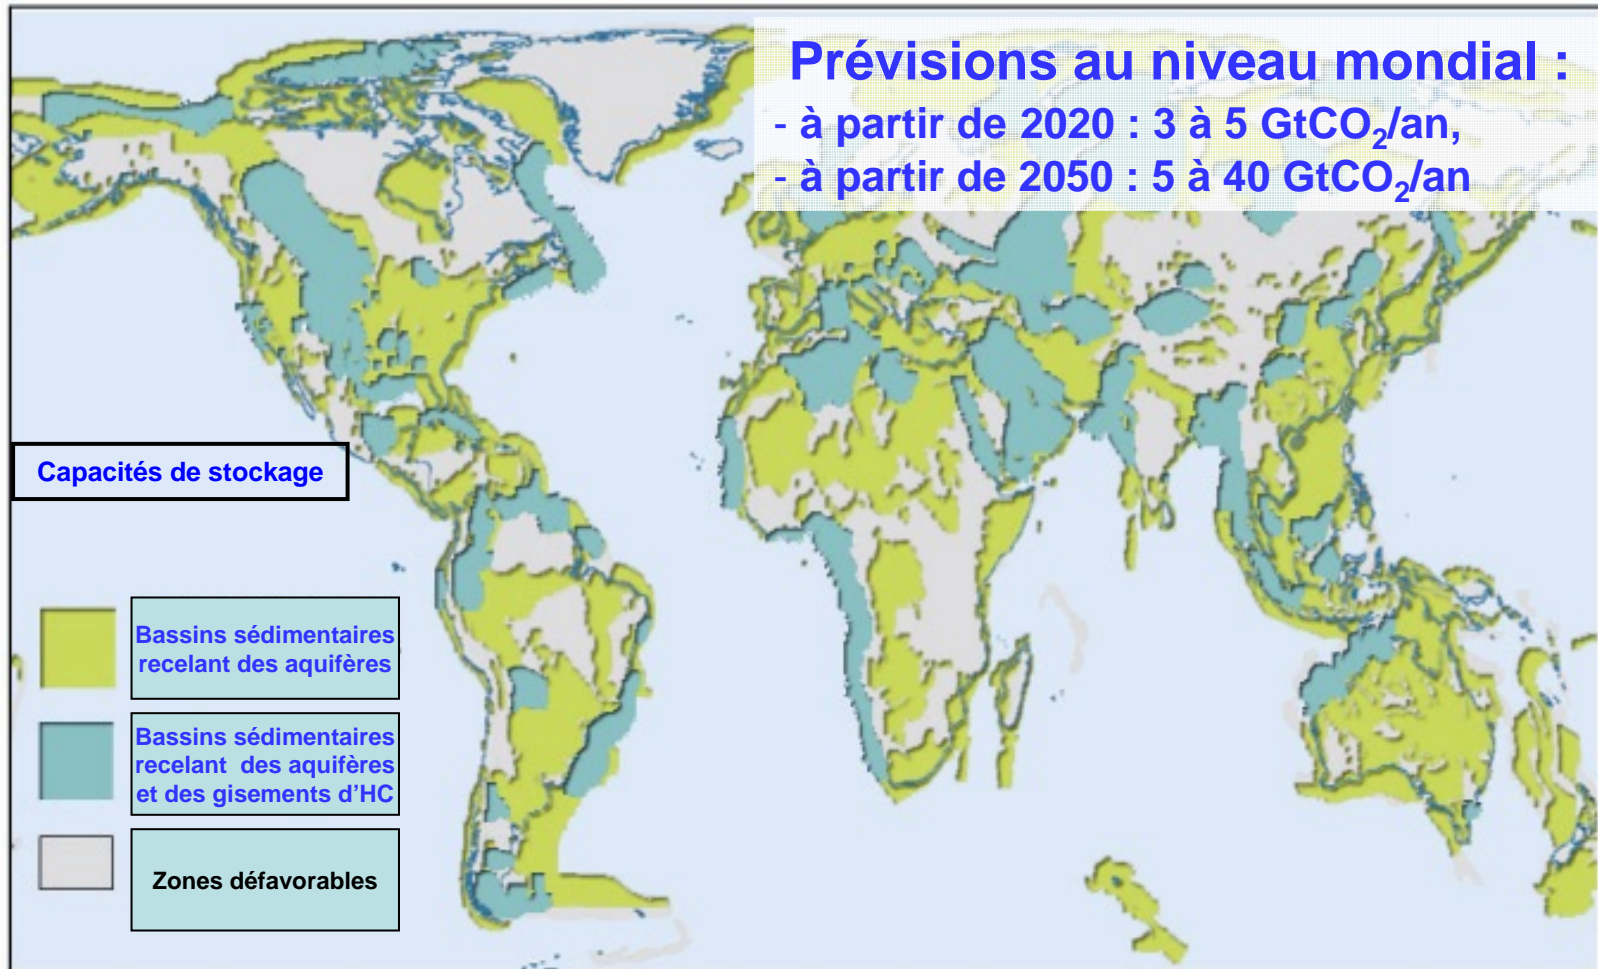 Prévisions au niveau mondial :
- à partir de 2020 : 3 à 5 GtCO₂/an,
- à partir de 2050 : 5 à 40 GtCO₂/an
Capacités de stockage
Bassins sédimentaires
recelant des aquifères
Bassins sédimentaires
recelant des aquifères
et des gisements d'HC
Zones défavorables